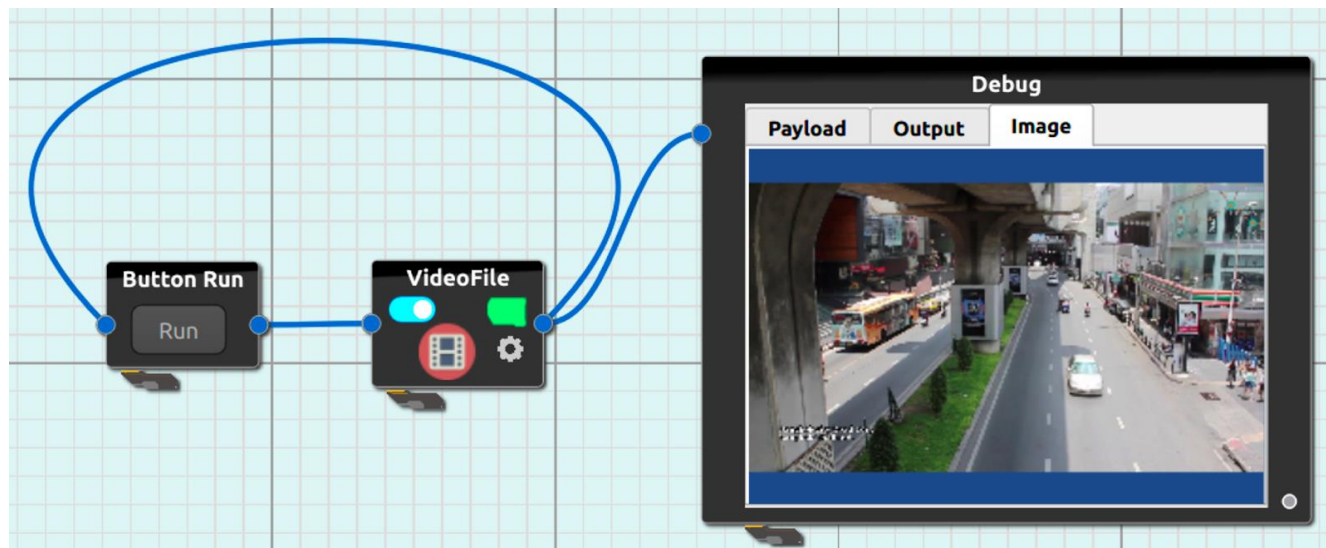 Button Run
Run
VideoFile
Debug
Payload
Output
Image